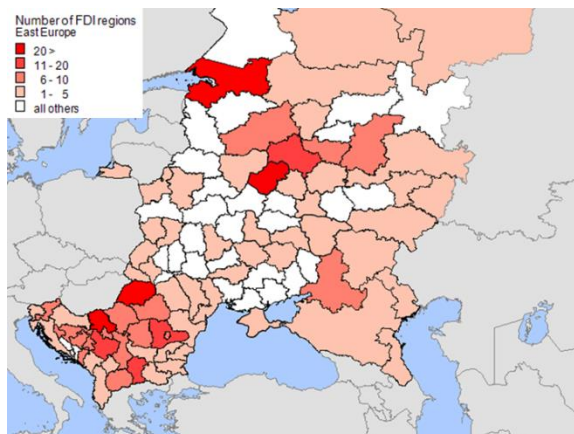 Number of FDI regions
East Europe
20 >
11 - 20
6 - 10
1 - 5
all others